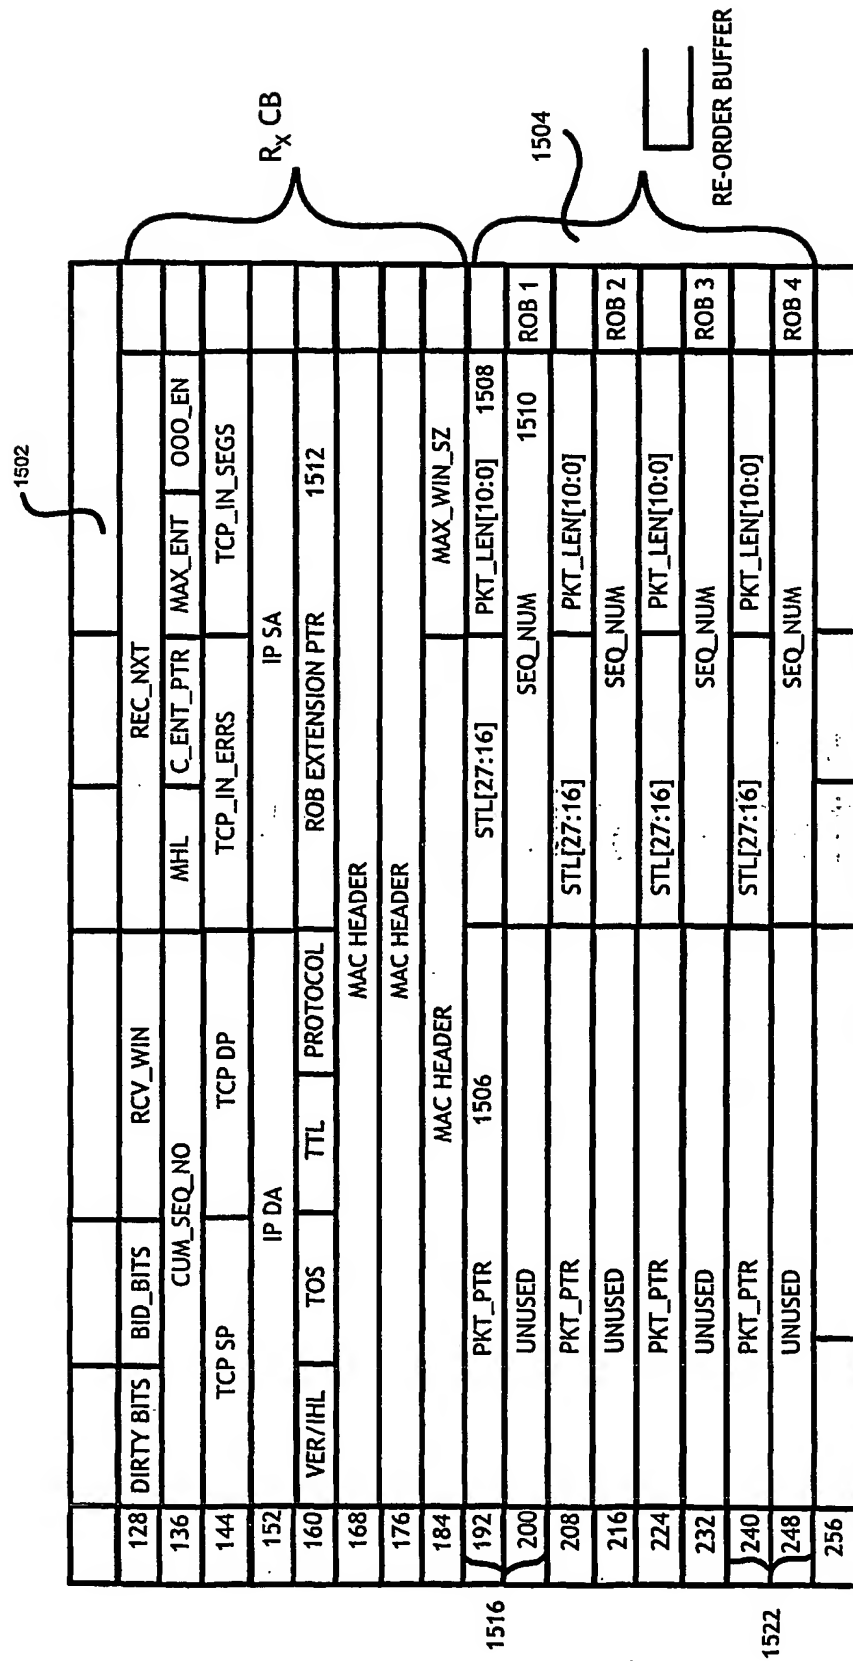 1502
128 DIRTY BITS BID_BITS RCV_WIN REC_NXT
136 CUM_SEQ_NO MHL C_ENT_PTR MAX_ENT OOO_EN
144 TCP SP TCP DP TCP_IN_ERRS TCP_IN_SEGS
152 IP DA IP SA
160 VER/IHL TOS TTL PROTOCOL ROB EXTENSION PTR 1512
168 MAC HEADER
176 MAC HEADER
184 MAC HEADER MAX_WIN_SZ
RX CB
192 PKT_PTR 1506 STL[27:16] PKT_LEN[10:0] 1508
200 UNUSED SEQ_NUM 1510 ROB 1
208 PKT_PTR STL[27:16] PKT_LEN[10:0]
216 UNUSED SEQ_NUM ROB 2
224 PKT_PTR STL[27:16] PKT_LEN[10:0]
232 UNUSED SEQ_NUM ROB 3
240 PKT_PTR STL[27:16] PKT_LEN[10:0]
248 UNUSED SEQ_NUM ROB 4
256
1516
1522
1504
RE-ORDER BUFFER